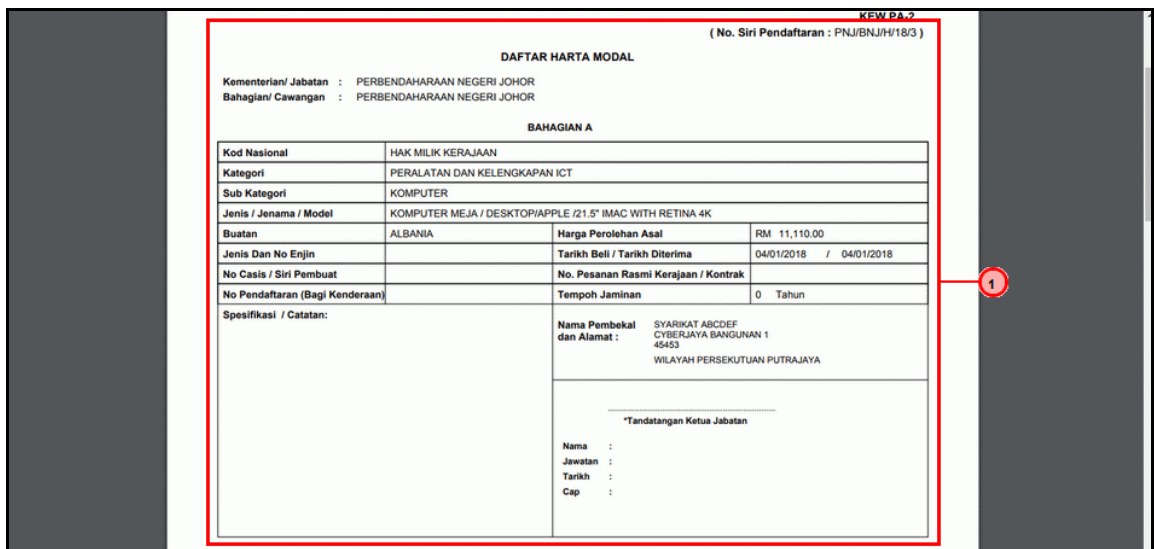 KEW.PA-2
( No. Siri Pendaftaran : PNJ/BNJ/H/18/3 )
DAFTAR HARTA MODAL
Kementerian/ Jabatan : PERBENDAHARAAN NEGERI JOHOR
Bahagian/ Cawangan : PERBENDAHARAAN NEGERI JOHOR
BAHAGIAN A
Kod Nasional HAK MILIK KERAJAAN
Kategori PERALATAN DAN KELENGKAPAN ICT
Sub Kategori KOMPUTER
Jenis / Jenama / Model KOMPUTER MEJA / DESKTOP/APPLE /21.5" IMAC WITH RETINA 4K
Buatan ALBANIA Harga Perolehan Asal RM 11,110.00
Jenis Dan No Enjin Tarikh Beli / Tarikh Diterima 04/01/2018 / 04/01/2018
No Casis / Siri Pembuat No. Pesanan Rasmi Kerajaan / Kontrak
No Pendaftaran (Bagi Kenderaan) Tempoh Jaminan 0 Tahun
Spesifikasi / Catatan:
Nama Pembekal dan Alamat :
SYARIKAT ABCDEF
CYBERJAYA BANGUNAN 1
45453
WILAYAH PERSEKUTUAN PUTRAJAYA
*Tandatangan Ketua Jabatan
Nama :
Jawatan :
Tarikh :
Cap :
1